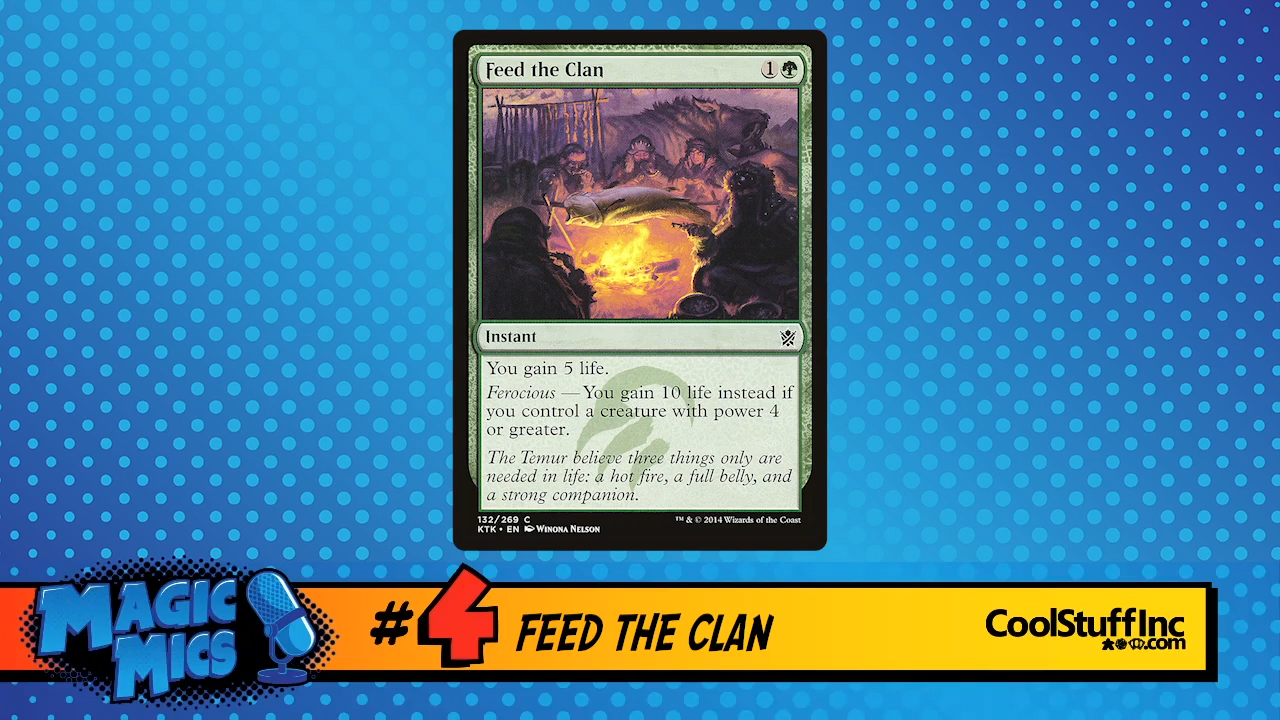 Feed the Clan 1
Instant
You gain 5 life.
Ferocious — You gain 10 life instead if
you control a creature with power 4
or greater.
The Temur believe three things only are
needed in life: a hot fire, a full belly, and
a strong companion.
132/269 C
KTK • EN Winona Nelson
™ & © 2014 Wizards of the Coast
MAGIC
MICS
#4 FEED THE CLAN
CoolStuffInc
.com